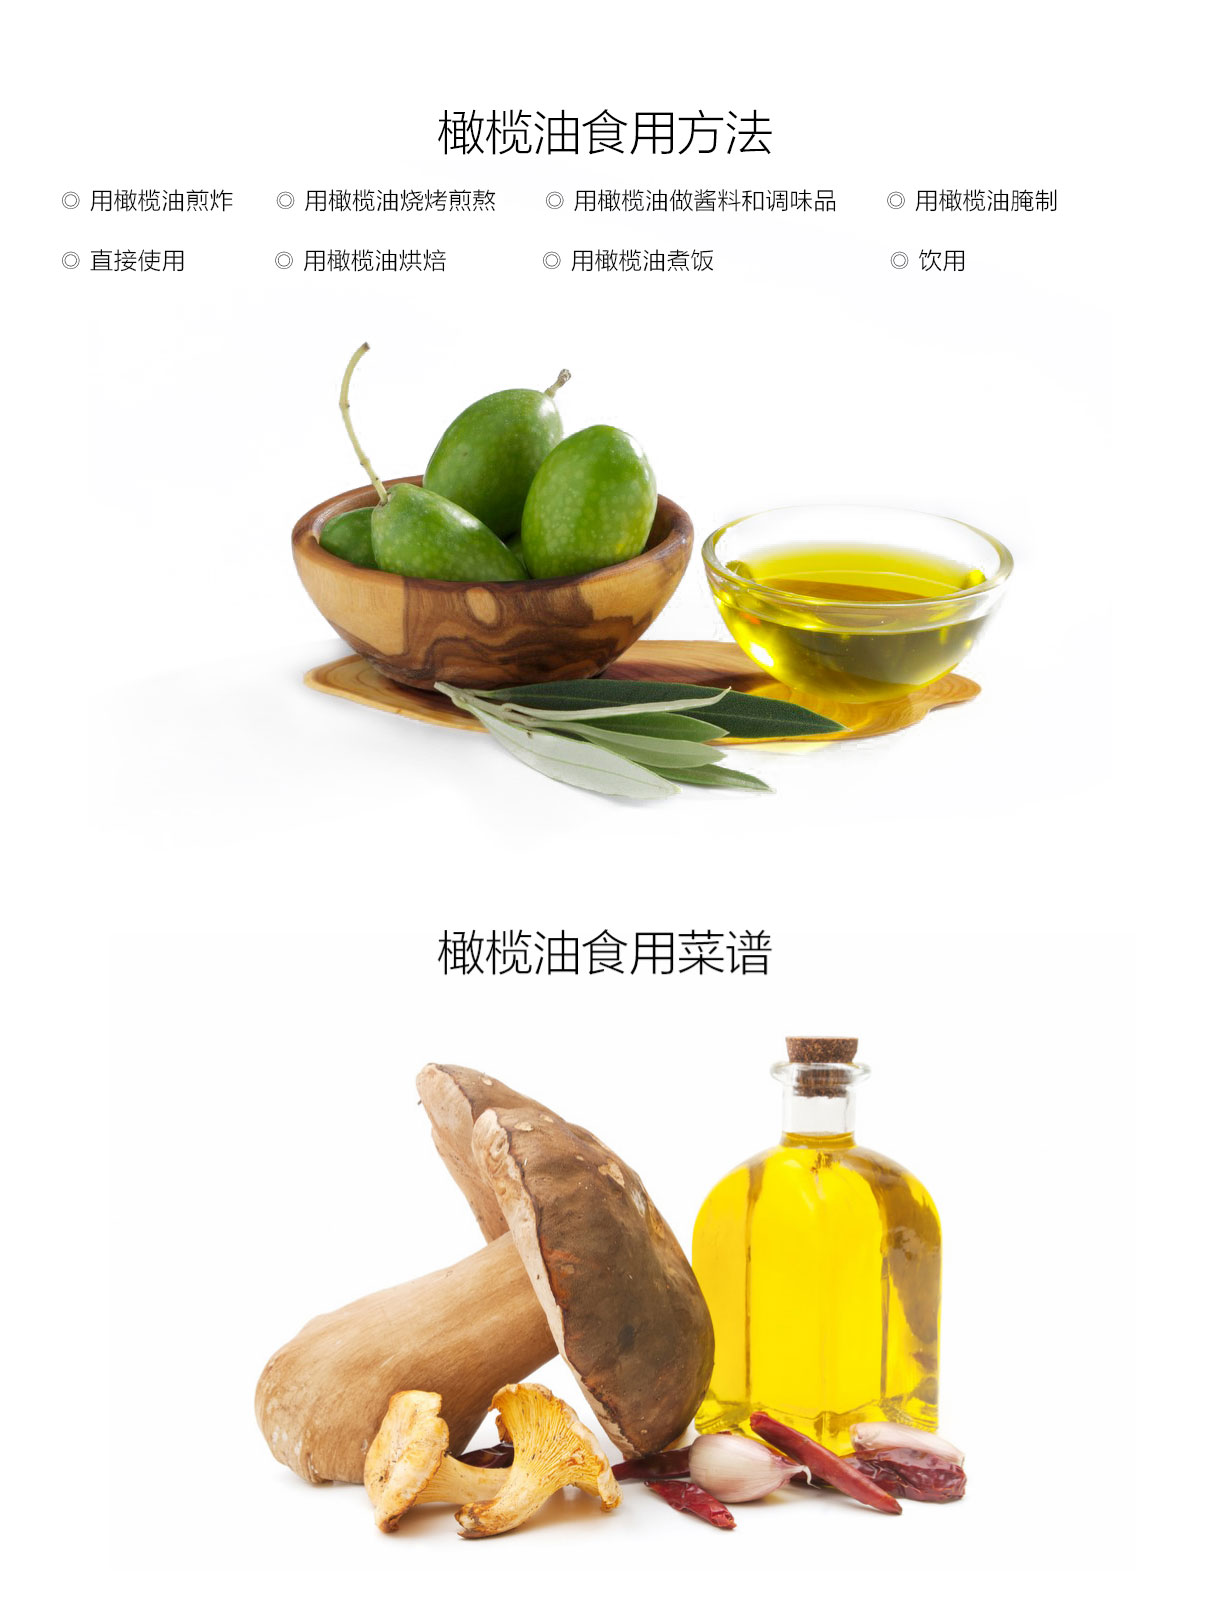 橄榄油食用方法
◎ 用橄榄油煎炸 ◎ 用橄榄油烧烤煎熬 ◎ 用橄榄油做酱料和调味品 ◎ 用橄榄油腌制
◎ 直接使用 ◎ 用橄榄油烘焙 ◎ 用橄榄油煮饭 ◎ 饮用
橄榄油食用菜谱